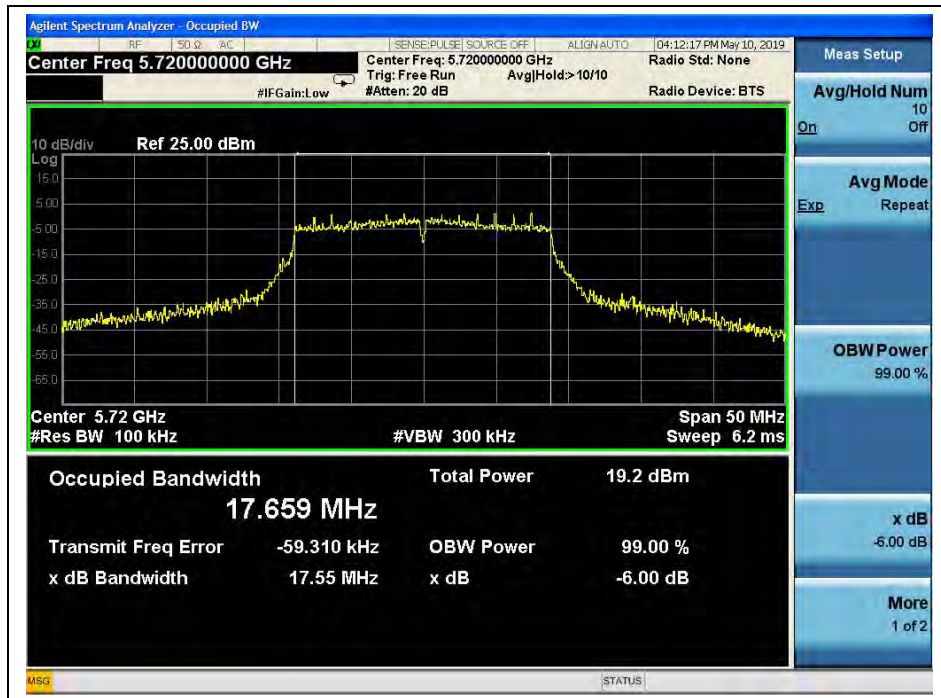 Agilent Spectrum Analyzer - Occupied BW
LXI RF 50 Ω AC SENSE:PULSE SOURCE OFF ALIGN AUTO 04:12:17 PM May 10, 2019
Center Freq 5.720000000 GHz Center Freq: 5.720000000 GHz Radio Std: None
Trig: Free Run Avg|Hold:> 10/10
#IFGain:Low #Atten: 20 dB Radio Device: BTS
10 dB/div Ref 25.00 dBm
Log
15.0
5.00
-5.00
-15.0
-25.0
-35.0
-45.0
-55.0
-65.0
Center 5.72 GHz Span 50 MHz
#Res BW 100 kHz #VBW 300 kHz Sweep 6.2 ms
Occupied Bandwidth Total Power 19.2 dBm
17.659 MHz
Transmit Freq Error -59.310 kHz OBW Power 99.00 %
x dB Bandwidth 17.55 MHz x dB -6.00 dB
MSG STATUS
Meas Setup
Avg/Hold Num
10
On Off
Avg Mode
Exp Repeat
OBW Power
99.00 %
x dB
-6.00 dB
More
1 of 2